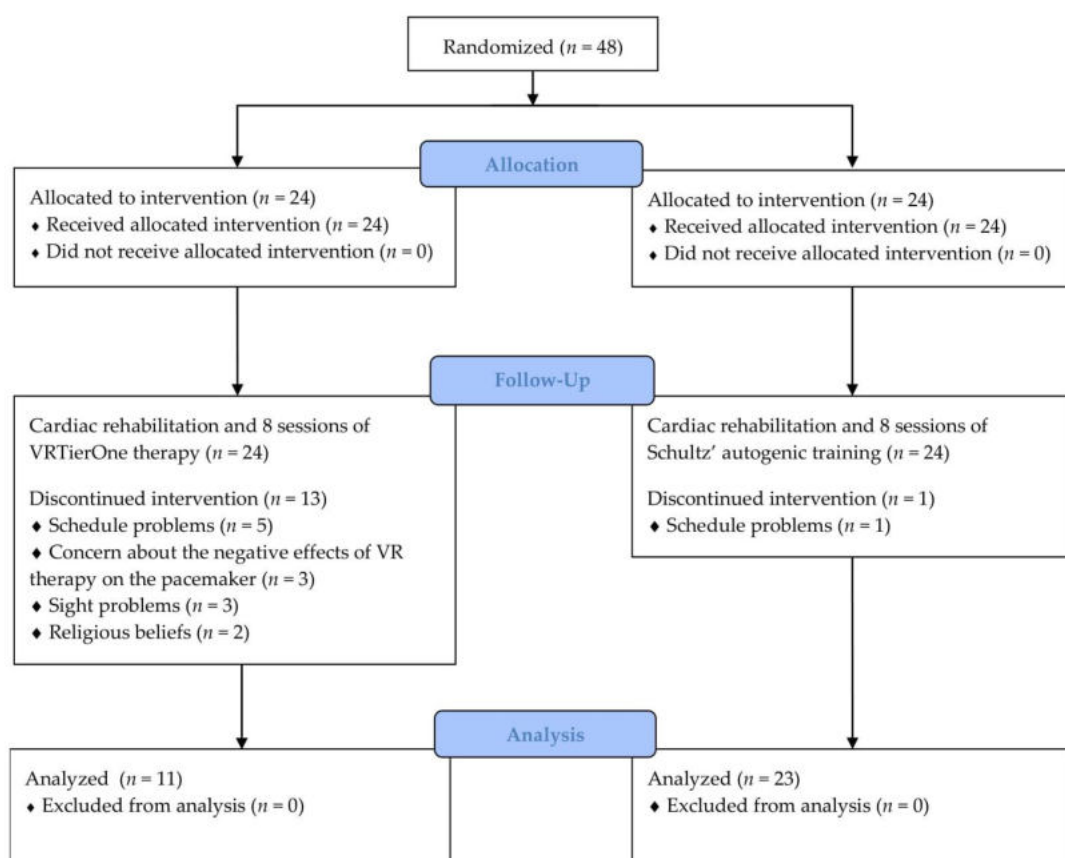 Randomized (n = 48)
Allocation
Allocated to intervention (n = 24)
♦ Received allocated intervention (n = 24)
♦ Did not receive allocated intervention (n = 0)
Allocated to intervention (n = 24)
♦ Received allocated intervention (n = 24)
♦ Did not receive allocated intervention (n = 0)
Follow-Up
Cardiac rehabilitation and 8 sessions of
VRTierOne therapy (n = 24)
Discontinued intervention (n = 13)
♦ Schedule problems (n = 5)
♦ Concern about the negative effects of VR
therapy on the pacemaker (n = 3)
♦ Sight problems (n = 3)
♦ Religious beliefs (n = 2)
Cardiac rehabilitation and 8 sessions of
Schultz' autogenic training (n = 24)
Discontinued intervention (n = 1)
♦ Schedule problems (n = 1)
Analysis
Analyzed (n = 11)
♦ Excluded from analysis (n = 0)
Analyzed (n = 23)
♦ Excluded from analysis (n = 0)